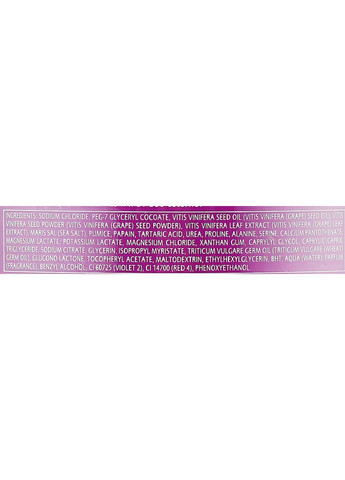 INGREDIENTS: SODIUM CHLORIDE, PEG-7 GLYCERYL COCOATE, VITIS VINIFERA SEED OIL (VITIS VINIFERA (GRAPE) SEED OIL), VITIS
VINIFERA SEED POWDER (VITIS VINIFERA (GRAPE) SEED POWDER), VITIS VINIFERA LEAF EXTRACT (VITIS VINIFERA (GRAPE) LEAF
EXTRACT), MARIS SAL (SEA SALT), PUMICE, PAPAIN, TARTARIC ACID, UREA, PROLINE, ALANINE, SERINE, CALCIUM PANTOTHENATE,
MAGNESIUM LACTATE, POTASSIUM LACTATE, MAGNESIUM CHLORIDE, XANTHAN GUM, CAPRYLYL GLYCOL, CAPRYLIC CAPRIC
TRIGLYCERIDE, SODIUM CITRATE, GLYCERIN, ISOPROPYL MYRISTATE, TRITICUM VULGARE GERM OIL (TRITICUM VULGARE (WHEAT)
GERM OIL), GLUCONO LACTONE, TOCOPHERYL ACETATE, MALTODEXTRIN, ETHYLHEXYLGLYCERIN, BHT, AQUA (WATER), PARFUM
(FRAGRANCE), BENZYL ALCOHOL, CI 60725 (VIOLET 2), CI 14700 (RED 4), PHENOXYETHANOL.